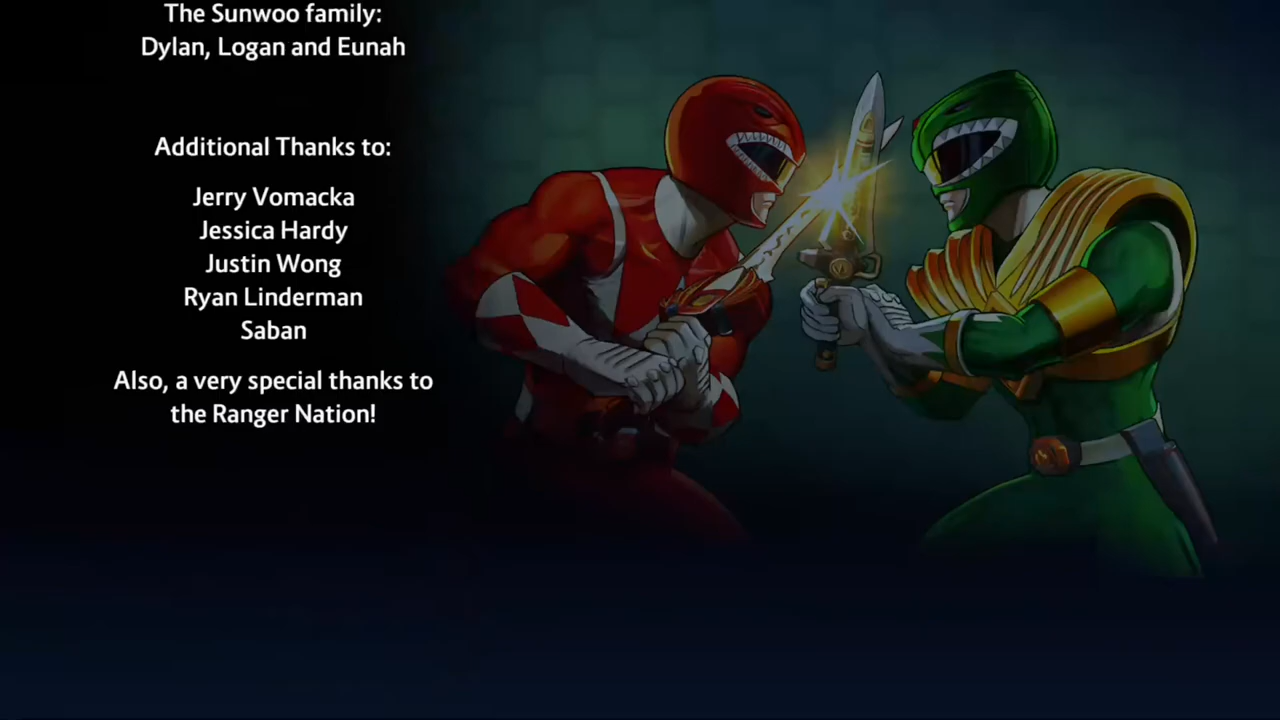 The Sunwoo family:
Dylan, Logan and Eunah
Additional Thanks to:
Jerry Vomacka
Jessica Hardy
Justin Wong
Ryan Linderman
Saban
Also, a very special thanks to
the Ranger Nation!